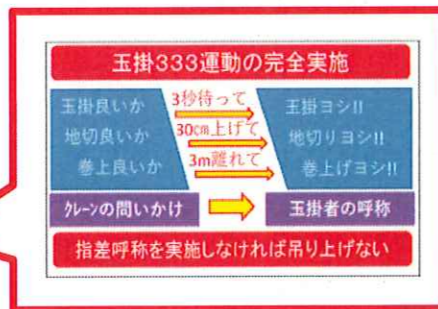 玉掛333運動の完全実施
玉掛良いか 3秒待って 玉掛ヨシ!!
地切良いか 30㎝上げて 地切りヨシ!!
巻上良いか 3m離れて 巻上げヨシ!!
クレーンの問いかけ 玉掛者の呼称
指差呼称を実施しなければ吊り上げない